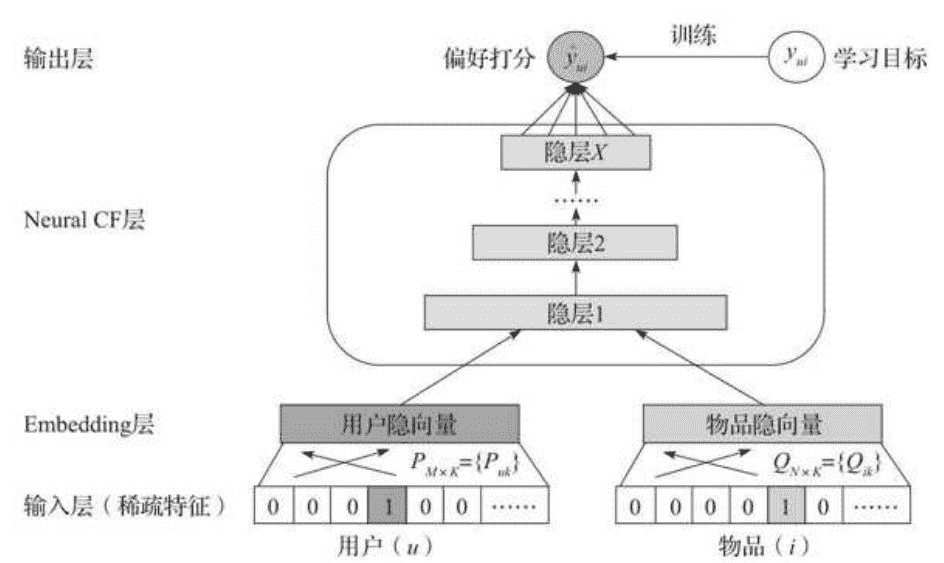 输出层 偏好打分 ŷui 训练 yui 学习目标
隐层X
……
Neural CF层
隐层2
隐层1
Embedding层 用户隐向量 物品隐向量
PM×K={Puk} QN×K={Qik}
输入层（稀疏特征） 0 0 0 1 0 0 …… 0 0 0 0 1 0 ……
用户（u） 物品（i）